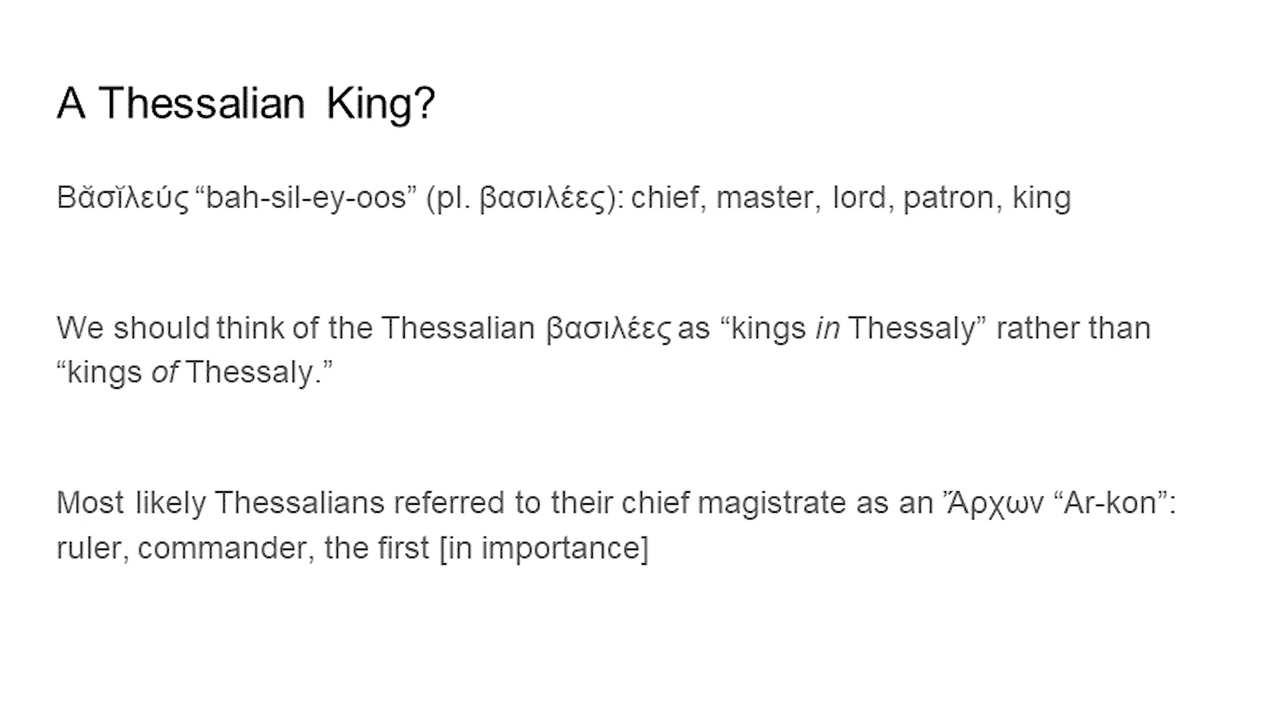 A Thessalian King?
Βᾰσῐλεύς “bah-sil-ey-oos” (pl. βασιλέες): chief, master, lord, patron, king
We should think of the Thessalian βασιλέες as “kings in Thessaly” rather than
“kings of Thessaly.”
Most likely Thessalians referred to their chief magistrate as an Ἄρχων “Ar-kon”:
ruler, commander, the first [in importance]